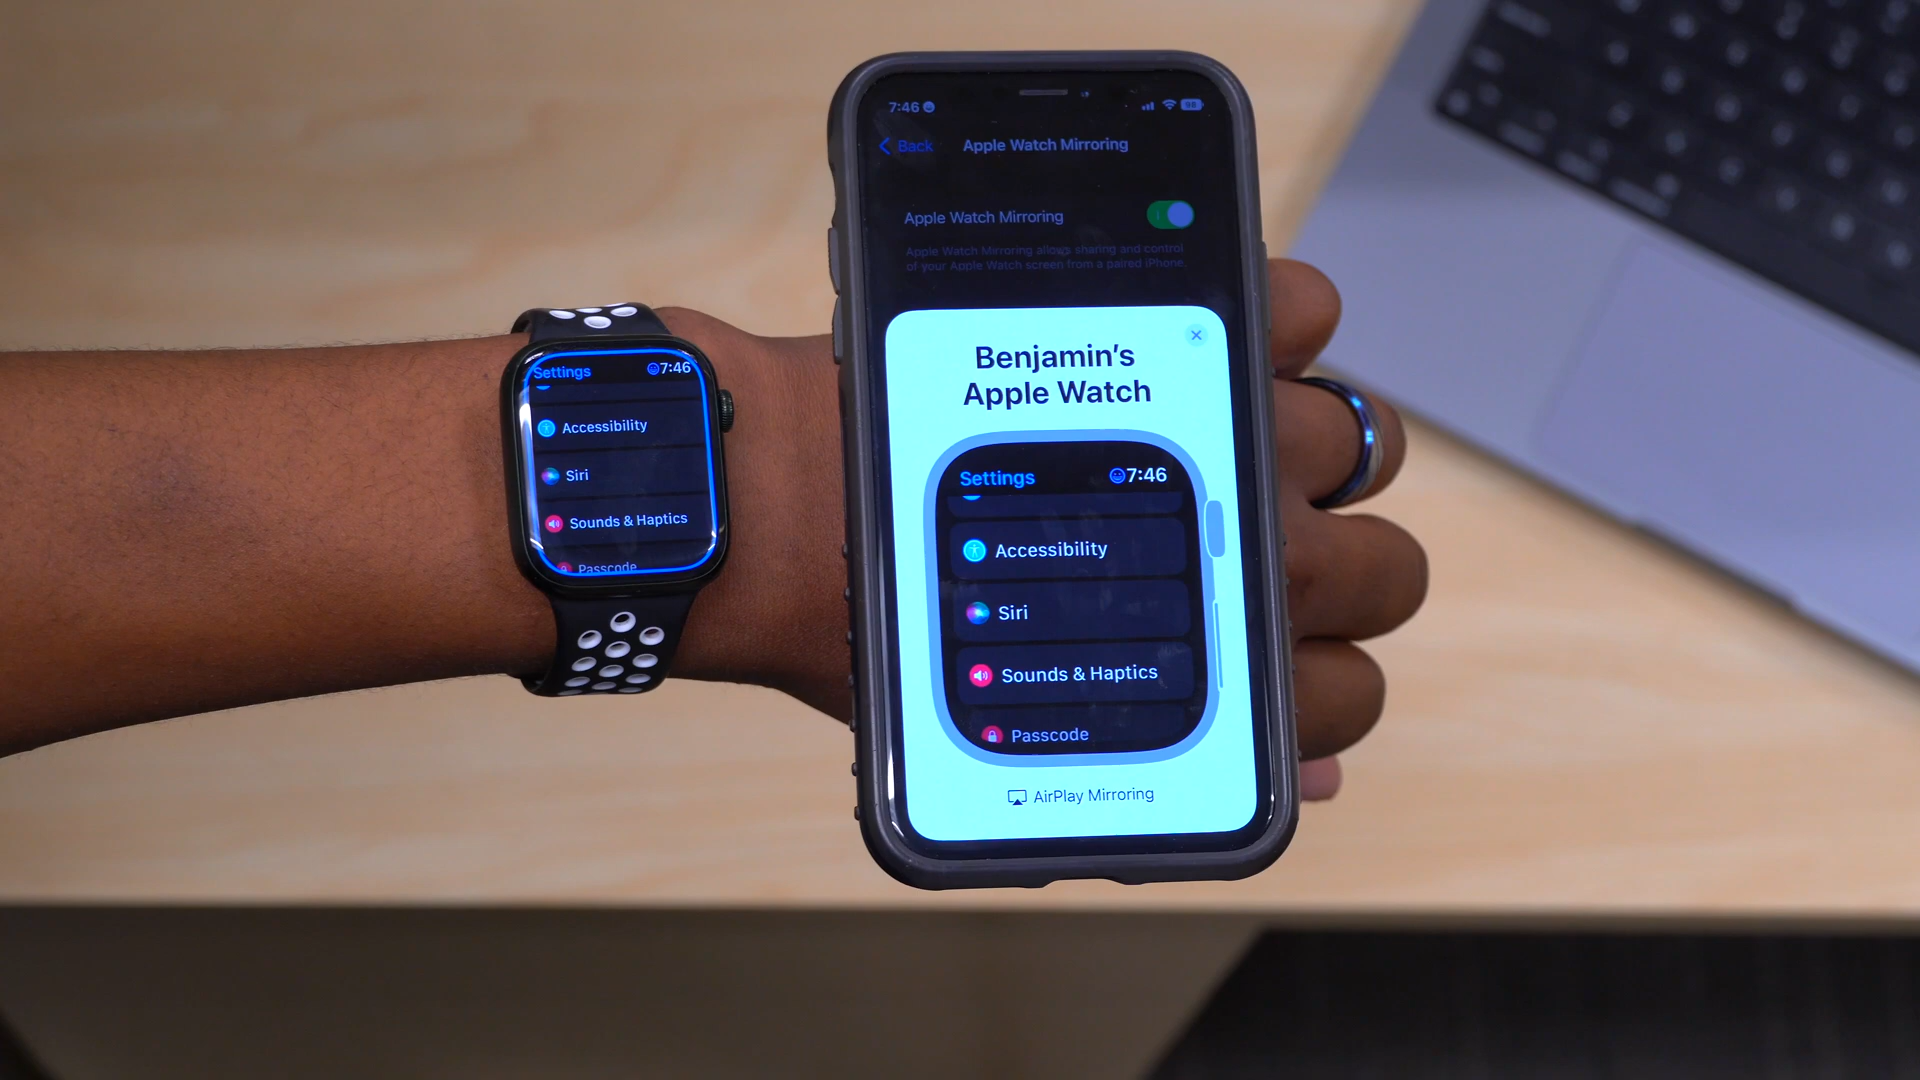 Settings
7:46
Accessibility
Siri
Sounds & Haptics
Passcode
7:46
98
Back
Apple Watch Mirroring
Apple Watch Mirroring
Apple Watch Mirroring allows sharing and control
of your Apple Watch screen from a paired iPhone.
Benjamin's
Apple Watch
Settings
7:46
Accessibility
Siri
Sounds & Haptics
Passcode
AirPlay Mirroring